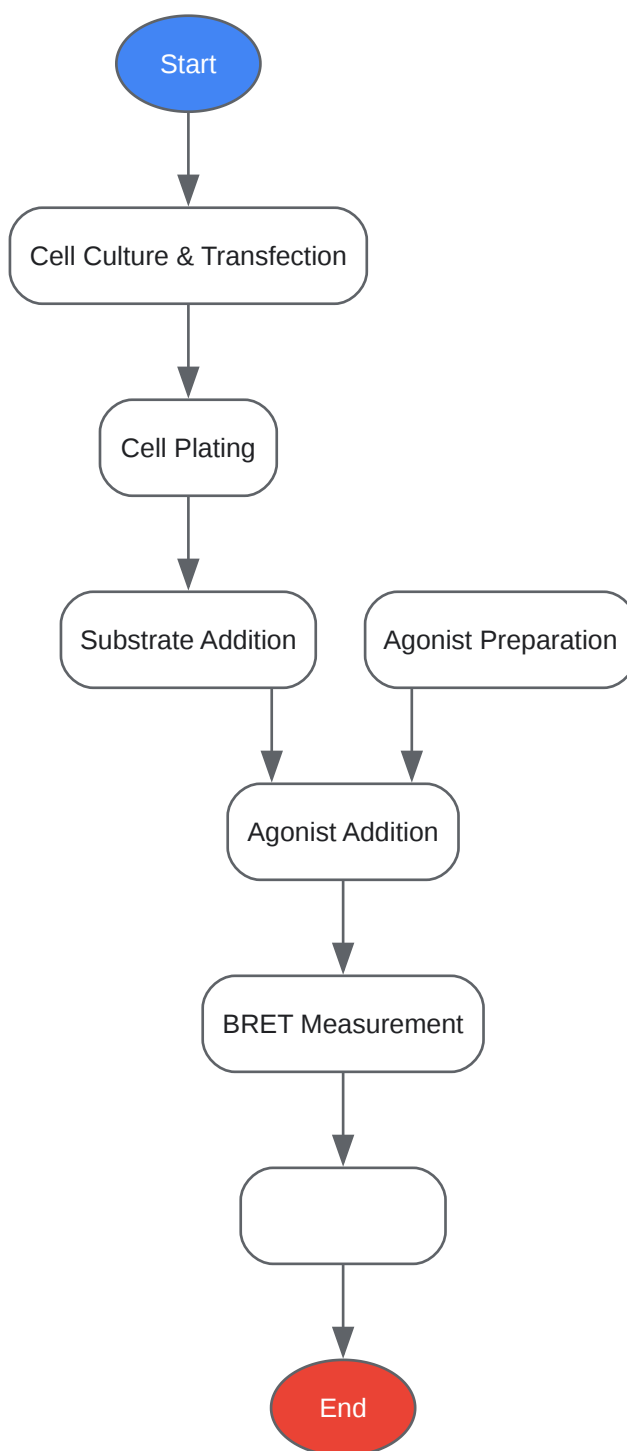 Start
Cell Culture & Transfection
Cell Plating
Substrate Addition
Agonist Preparation
Agonist Addition
BRET Measurement
End